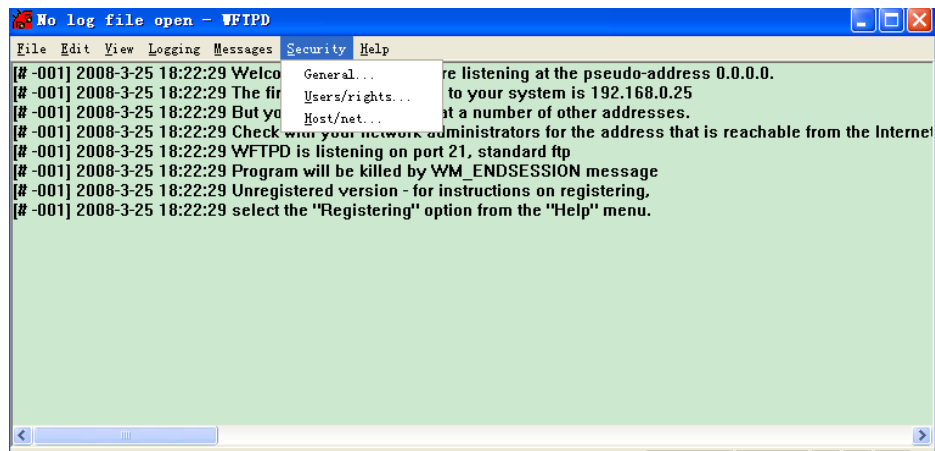 No log file open - WFTPD
File Edit View Logging Messages Security Help
General...
Users/rights...
Host/net...
[# -001] 2008-3-25 18:22:29 Welco re listening at the pseudo-address 0.0.0.0.
[# -001] 2008-3-25 18:22:29 The fir to your system is 192.168.0.25
[# -001] 2008-3-25 18:22:29 But yo at a number of other addresses.
[# -001] 2008-3-25 18:22:29 Check with your network administrators for the address that is reachable from the Internet
[# -001] 2008-3-25 18:22:29 WFTPD is listening on port 21, standard ftp
[# -001] 2008-3-25 18:22:29 Program will be killed by WM_ENDSESSION message
[# -001] 2008-3-25 18:22:29 Unregistered version - for instructions on registering,
[# -001] 2008-3-25 18:22:29 select the "Registering" option from the "Help" menu.